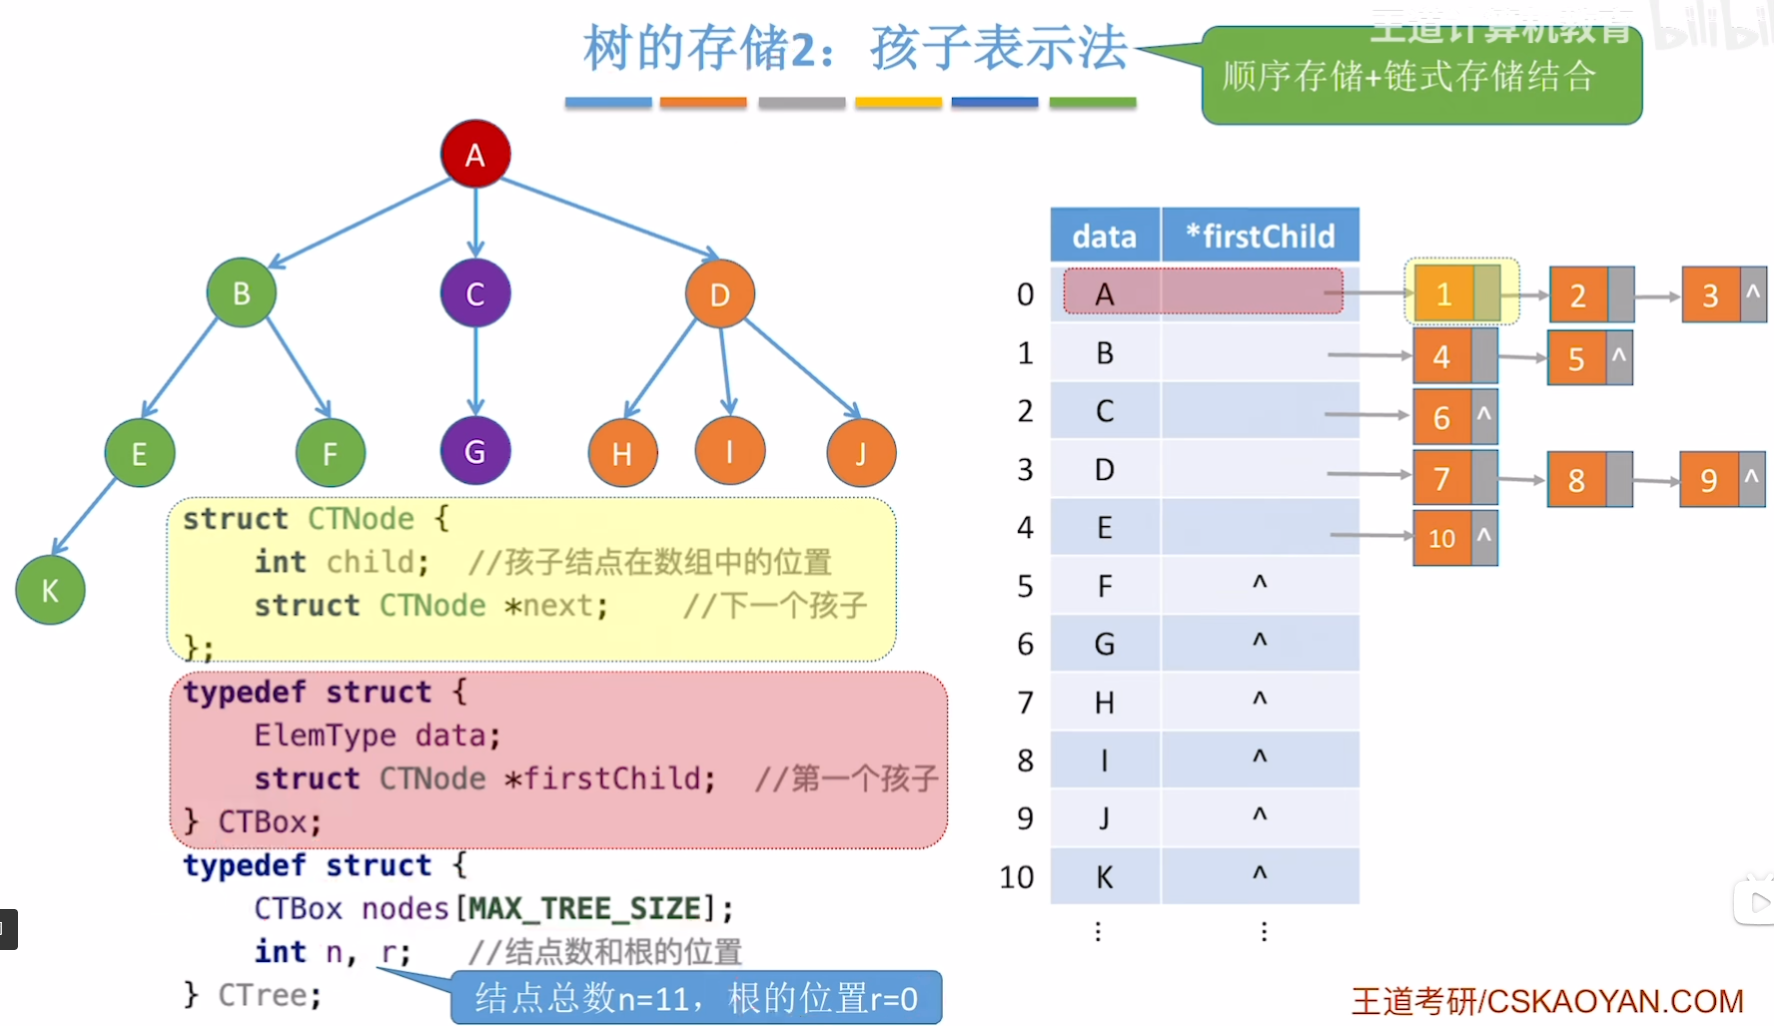 树的存储2：孩子表示法
王道计算机教育
bilibili
顺序存储+链式存储结合
A
B
C
D
E
F
G
H
I
J
K
struct CTNode {
int child; //孩子结点在数组中的位置
struct CTNode *next; //下一个孩子
};
typedef struct {
ElemType data;
struct CTNode *firstChild; //第一个孩子
} CTBox;
typedef struct {
CTBox nodes[MAX_TREE_SIZE];
int n, r; //结点数和根的位置
} CTree;
结点总数n=11，根的位置r=0
data *firstChild
0 A 1 2 3 ^
1 B 4 5 ^
2 C 6 ^
3 D 7 8 9 ^
4 E 10 ^
5 F ^
6 G ^
7 H ^
8 I ^
9 J ^
10 K ^
⋮ ⋮
王道考研/CSKAOYAN.COM